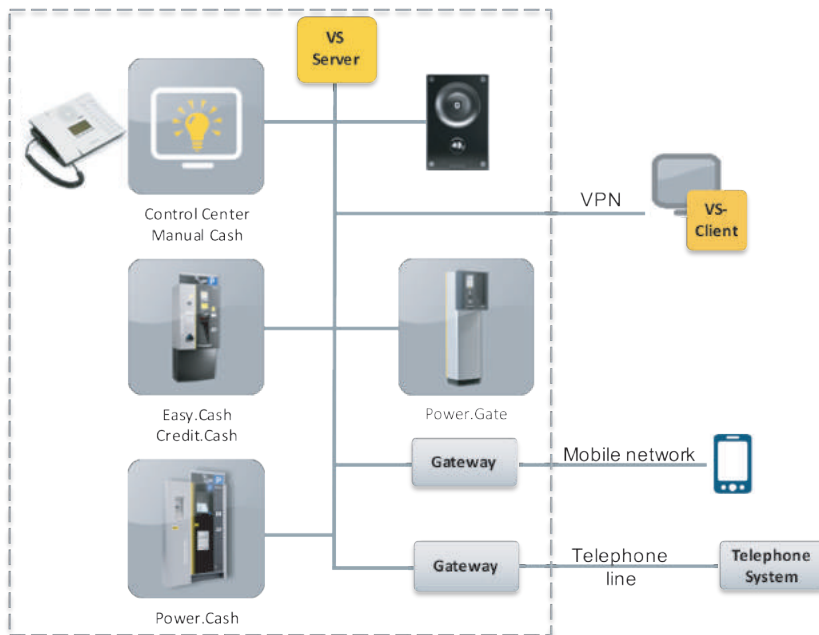 VS
Server
Control Center
Manual Cash
VPN
VS-
Client
Easy.Cash
Credit.Cash
Power.Gate
Gateway
Mobile network
Power.Cash
Gateway
Telephone
line
Telephone
System